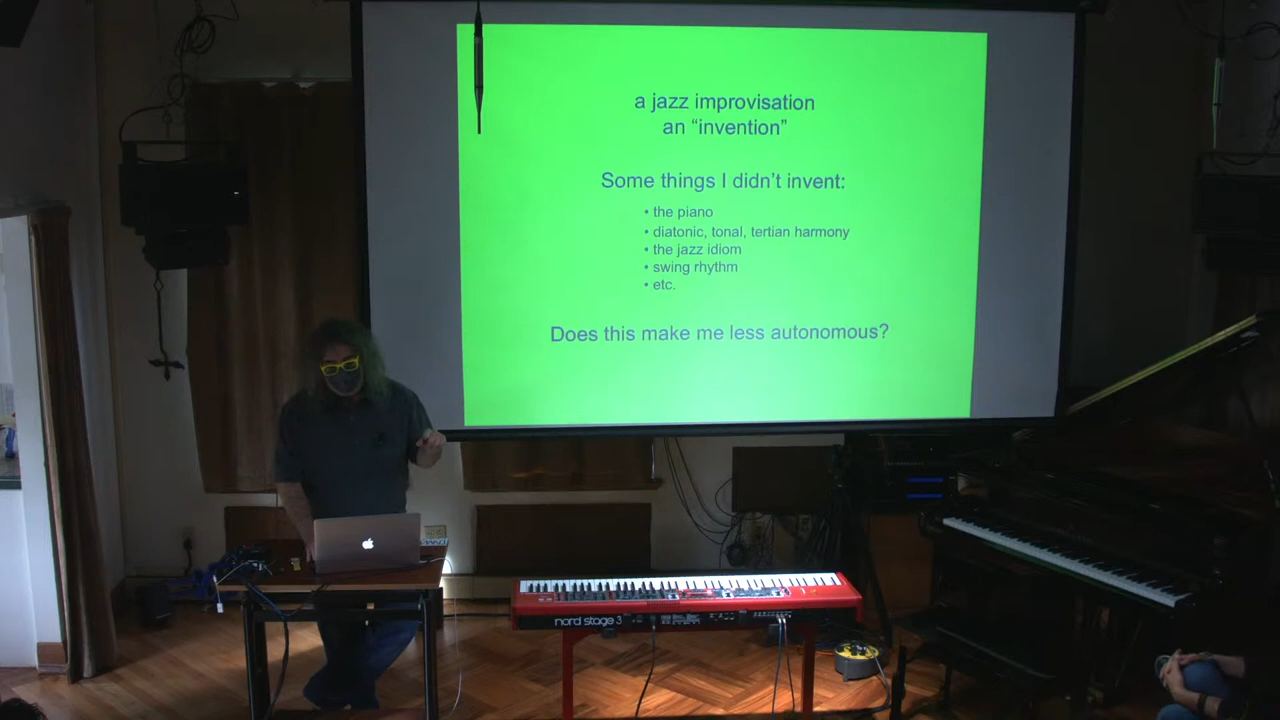 a jazz improvisation
an “invention”
Some things I didn’t invent:
• the piano
• diatonic, tonal, tertian harmony
• the jazz idiom
• swing rhythm
• etc.
Does this make me less autonomous?
nord stage 3